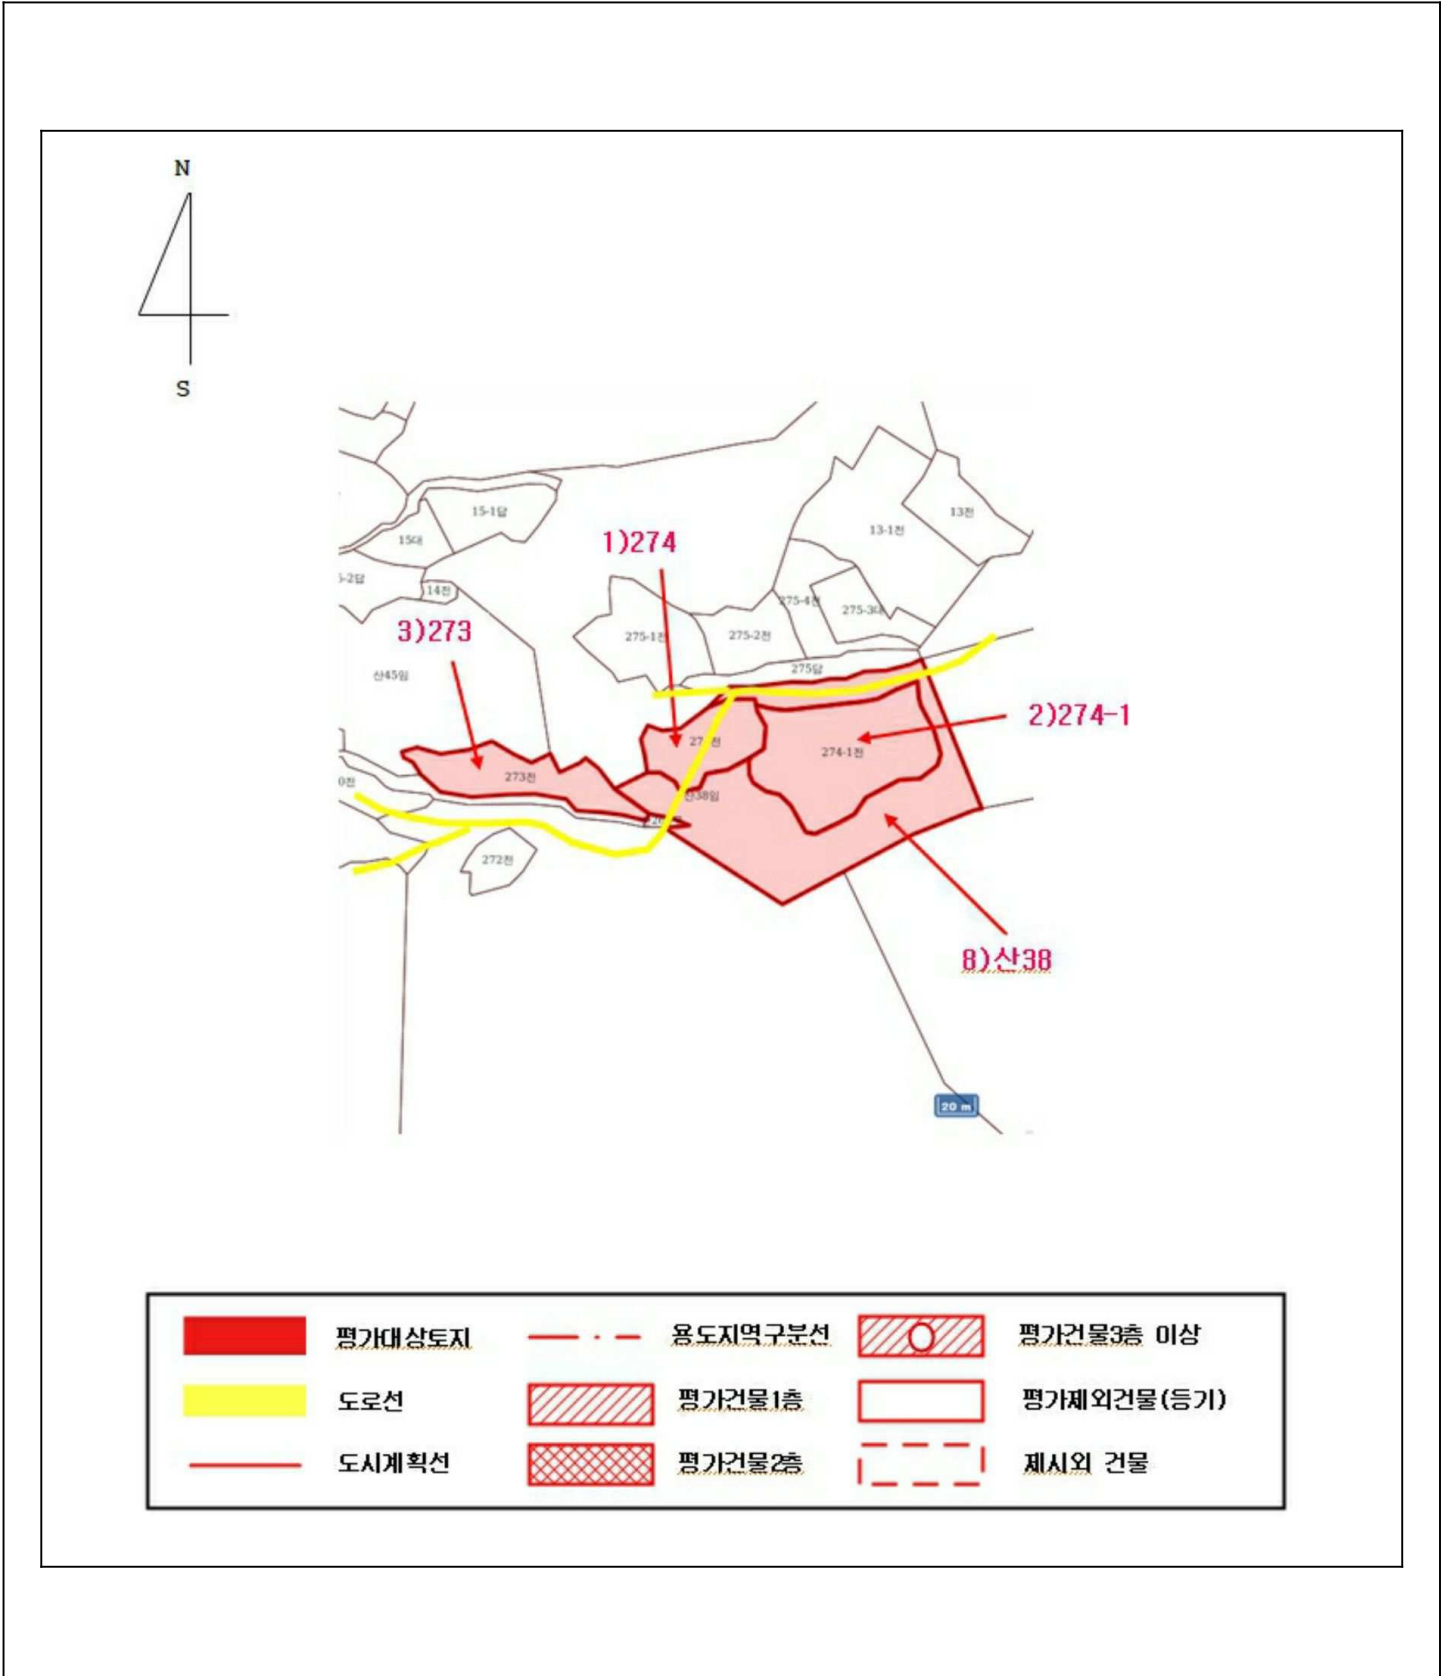 N
S
15-1답
13전
13-1전
15대
1)274
14전
275-3대
3)273
275-1전
275-2전
275답
산45임
2)274-1
274-1전
273전
산38임
272전
8)산38
20 m
평가대상토지
용도지역구분선
평가건물3층 이상
도로선
평가건물1층
평가제외건물(등기)
도시계획선
평가건물2층
제시외 건물